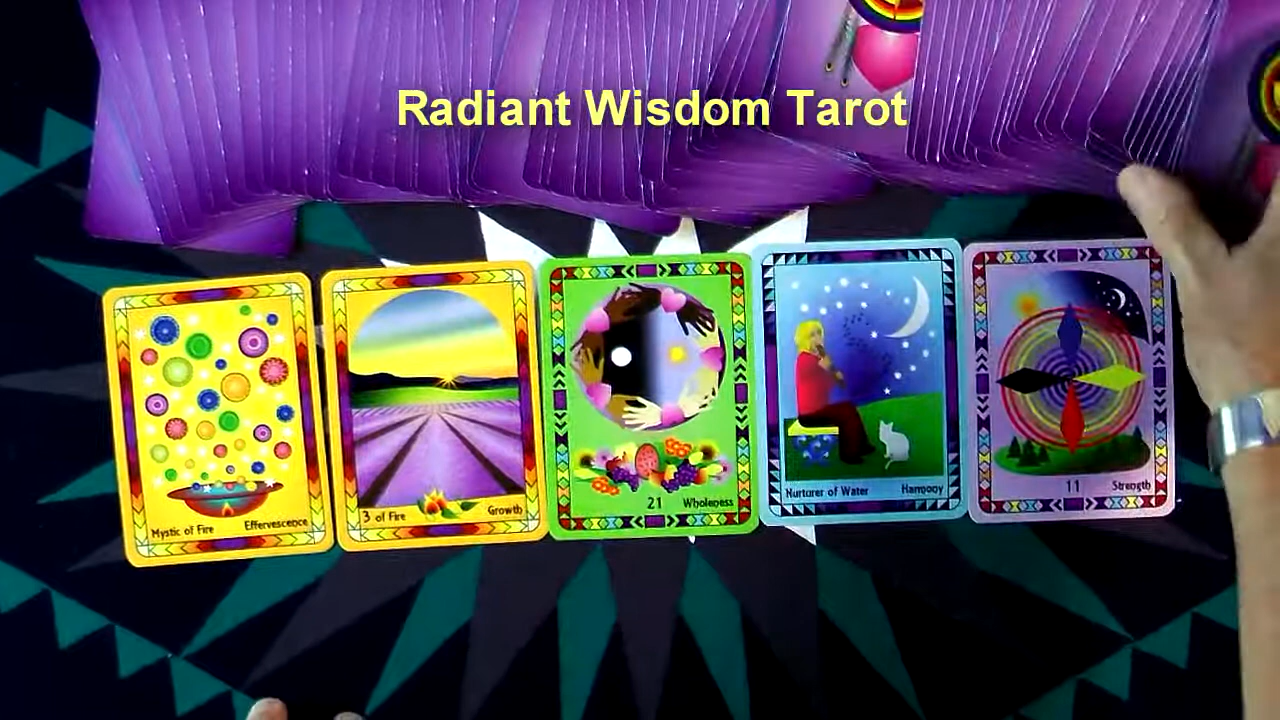 Radiant Wisdom Tarot
Mystic of Fire Effervescence
3 of Fire Growth
21 Wholeness
Nurturer of Water Harmony
11 Strength